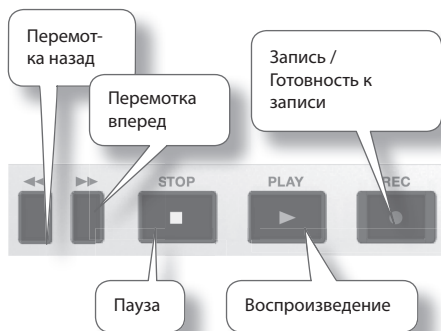 Перемот-
ка назад
Перемотка
вперед
Запись /
Готовность к
записи
STOP
PLAY
REC
Пауза
Воспроизведение